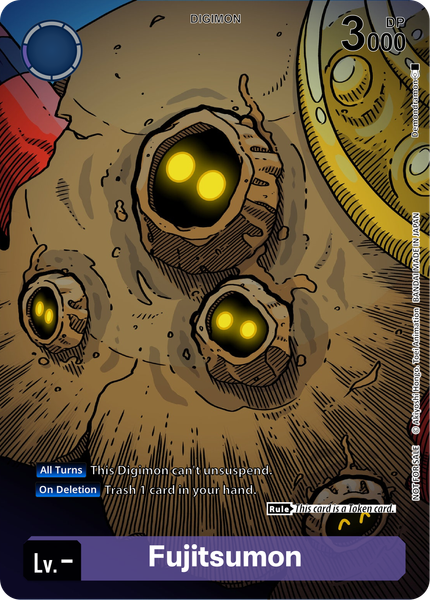 DIGIMON
DP
3000
Demondramon
© Akiyoshi Hongo, Toei Animation BANDAI MADE IN JAPAN
NOT FOR SALE
All Turns This Digimon can't unsuspend.
On Deletion Trash 1 card in your hand.
Rule This card is a Token card.
Lv.-
Fujitsumon